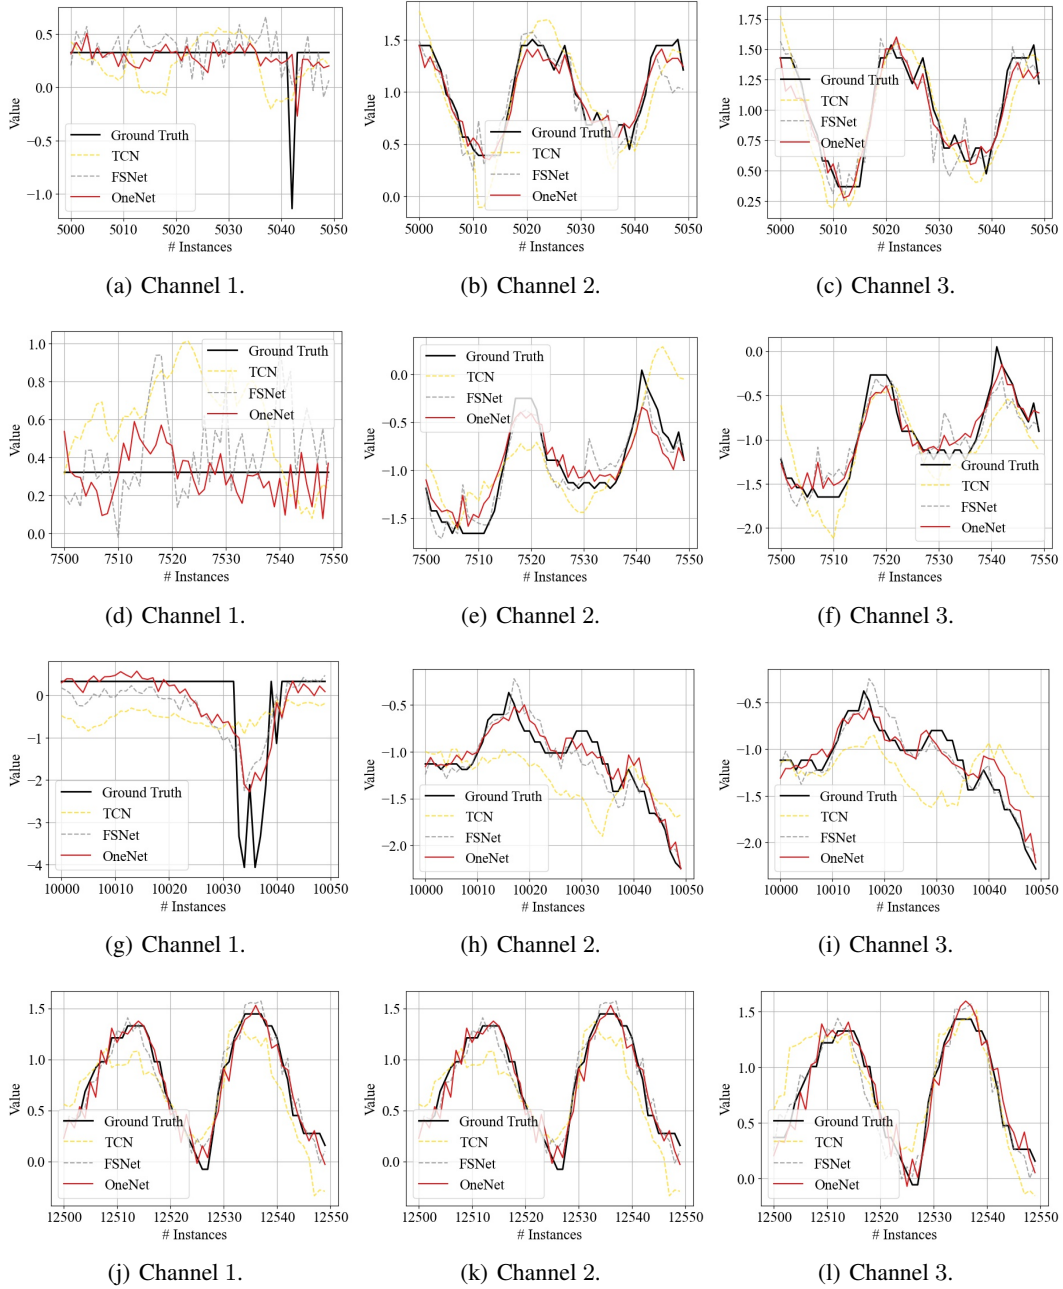 0.5
0.0
−0.5
−1.0
Value
Ground Truth
TCN
FSNet
OneNet
5000 5010 5020 5030 5040 5050
# Instances
(a) Channel 1.
1.5
1.0
0.5
0.0
Value
Ground Truth
TCN
FSNet
OneNet
5000 5010 5020 5030 5040 5050
# Instances
(b) Channel 2.
1.75
1.50
1.25
1.00
0.75
0.50
0.25
Value
Ground Truth
TCN
FSNet
OneNet
5000 5010 5020 5030 5040 5050
# Instances
(c) Channel 3.
1.0
0.8
0.6
0.4
0.2
0.0
Value
Ground Truth
TCN
FSNet
OneNet
7500 7510 7520 7530 7540 7550
# Instances
(d) Channel 1.
0.0
−0.5
−1.0
−1.5
Value
Ground Truth
TCN
FSNet
OneNet
7500 7510 7520 7530 7540 7550
# Instances
(e) Channel 2.
0.0
−0.5
−1.0
−1.5
−2.0
Value
Ground Truth
TCN
FSNet
OneNet
7500 7510 7520 7530 7540 7550
# Instances
(f) Channel 3.
0
−1
−2
−3
−4
Value
Ground Truth
TCN
FSNet
OneNet
10000 10010 10020 10030 10040 10050
# Instances
(g) Channel 1.
−0.5
−1.0
−1.5
−2.0
Value
Ground Truth
TCN
FSNet
OneNet
10000 10010 10020 10030 10040 10050
# Instances
(h) Channel 2.
−0.5
−1.0
−1.5
−2.0
Value
Ground Truth
TCN
FSNet
OneNet
10000 10010 10020 10030 10040 10050
# Instances
(i) Channel 3.
1.5
1.0
0.5
0.0
Value
Ground Truth
TCN
FSNet
OneNet
12500 12510 12520 12530 12540 12550
# Instances
(j) Channel 1.
1.5
1.0
0.5
0.0
Value
Ground Truth
TCN
FSNet
OneNet
12500 12510 12520 12530 12540 12550
# Instances
(k) Channel 2.
1.5
1.0
0.5
0.0
Value
Ground Truth
TCN
FSNet
OneNet
12500 12510 12520 12530 12540 12550
# Instances
(l) Channel 3.